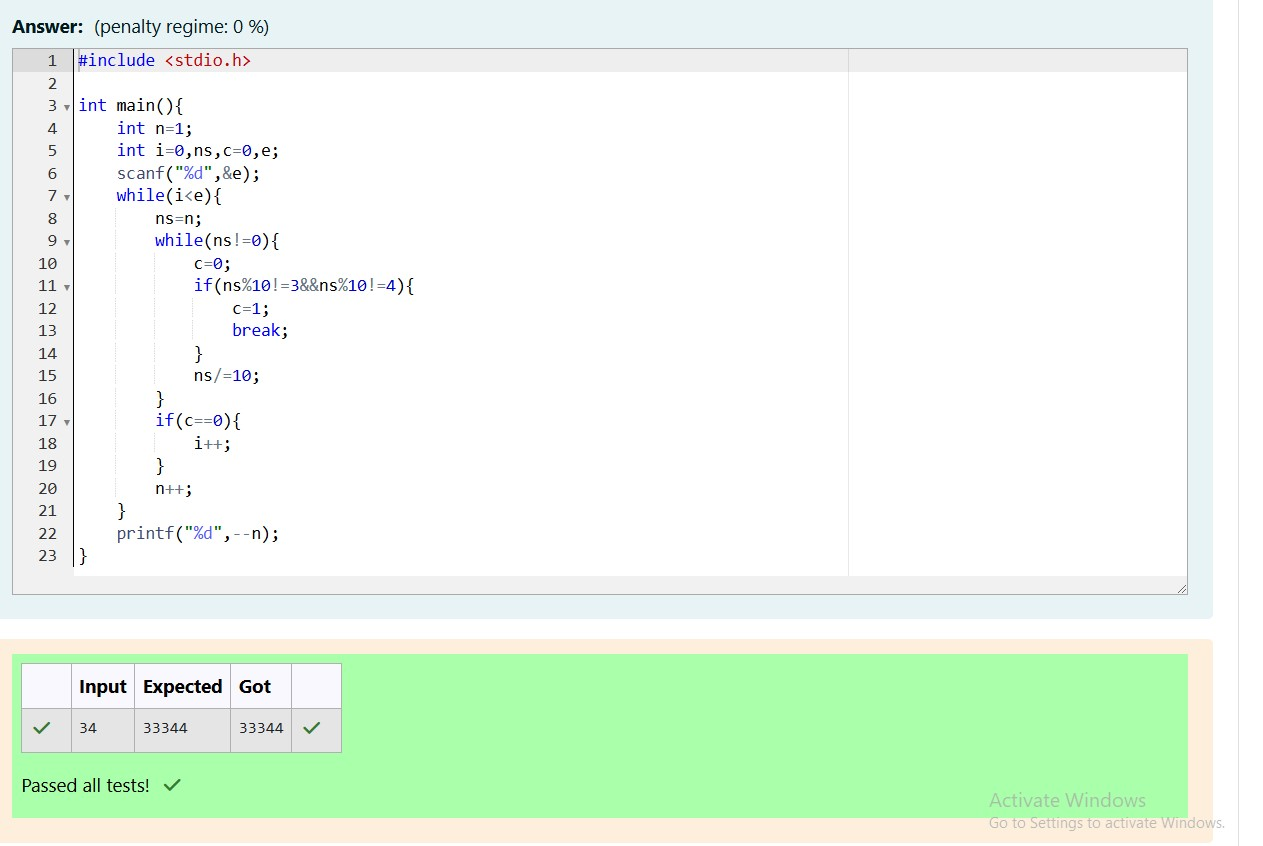 Answer: (penalty regime: 0 %)
1 #include <stdio.h>
2
3 int main(){
4     int n=1;
5     int i=0,ns,c=0,e;
6     scanf("%d",&e);
7     while(i<e){
8         ns=n;
9         while(ns!=0){
10             c=0;
11             if(ns%10!=3&&ns%10!=4){
12                 c=1;
13                 break;
14             }
15             ns/=10;
16         }
17         if(c==0){
18             i++;
19         }
20         n++;
21     }
22     printf("%d",--n);
23 }
Input Expected Got
34 33344 33344
Passed all tests!
Activate Windows
Go to Settings to activate Windows.